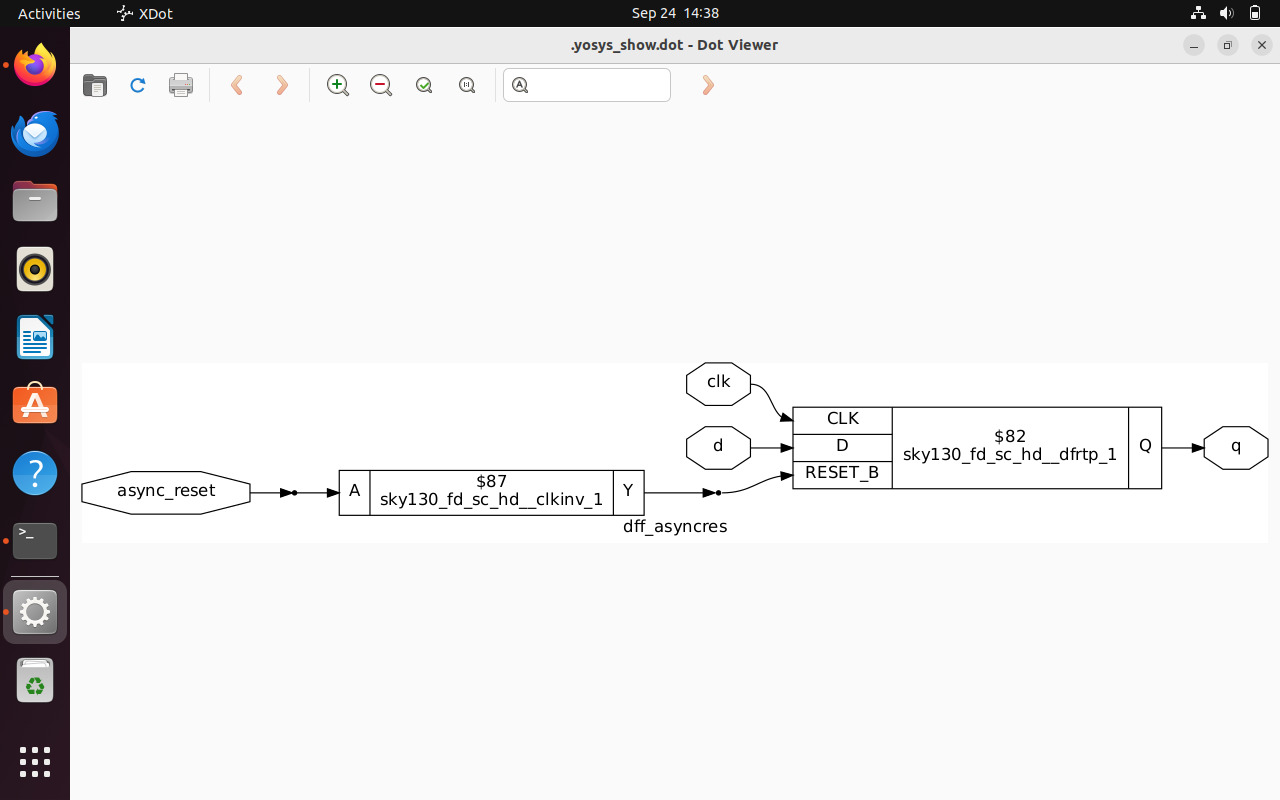 Activities
XDot
Sep 24 14:38
.yosys_show.dot - Dot Viewer
clk
d
async_reset
A
$87
sky130_fd_sc_hd__clkinv_1
Y
CLK
D
RESET_B
$82
sky130_fd_sc_hd__dfrtp_1
Q
q
dff_asyncres